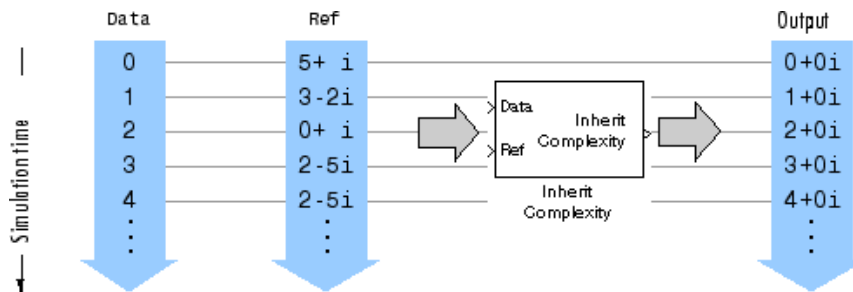 Data Ref Output
0 5+ i 0+0i
1 3-2i 1+0i
2 0+ i 2+0i
3 2-5i 3+0i
4 2-5i 4+0i
Simulation time
Data
Ref
Inherit
Complexity
Inherit
Complexity